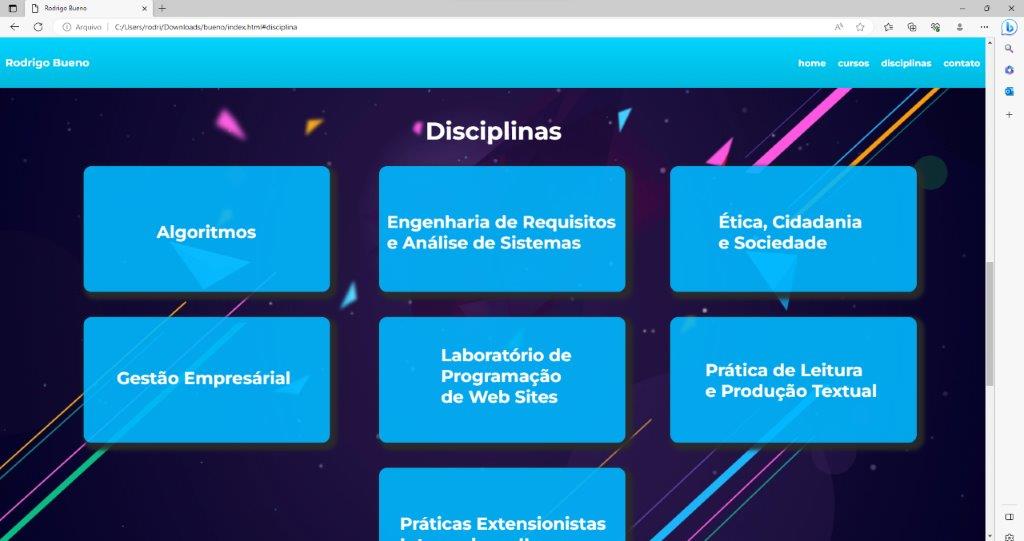 Rodrigo Bueno
Arquivo
C:/Users/rodri/Downloads/bueno/index.html#disciplina
Rodrigo Bueno
home cursos disciplinas contato
Disciplinas
Algoritmos
Engenharia de Requisitos
e Análise de Sistemas
Ética, Cidadania
e Sociedade
Gestão Empresárial
Laboratório de
Programação
de Web Sites
Prática de Leitura
e Produção Textual
Práticas Extensionistas